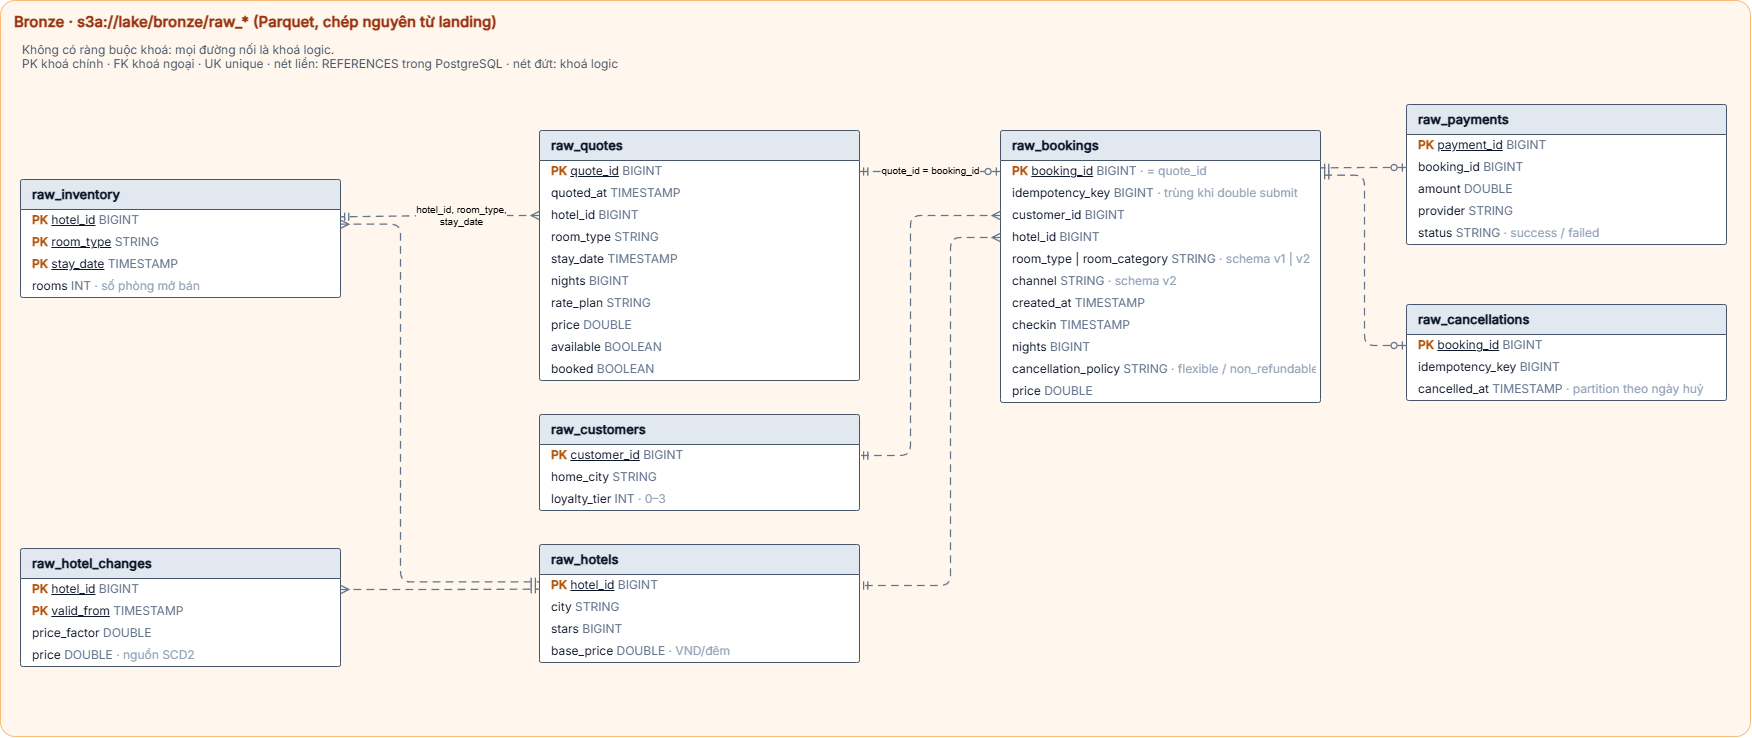 Bronze · s3a://lake/bronze/raw_* (Parquet, chép nguyên từ landing)
Không có ràng buộc khoá: mọi đường nối là khoá logic.
PK khoá chính · FK khoá ngoại · UK unique · nét liền: REFERENCES trong PostgreSQL · nét đứt: khoá logic
raw_inventory
PK hotel_id BIGINT
PK room_type STRING
PK stay_date TIMESTAMP
rooms INT · số phòng mở bán
hotel_id, room_type,
stay_date
raw_quotes
PK quote_id BIGINT
quoted_at TIMESTAMP
hotel_id BIGINT
room_type STRING
stay_date TIMESTAMP
nights BIGINT
rate_plan STRING
price DOUBLE
available BOOLEAN
booked BOOLEAN
quote_id = booking_id
raw_bookings
PK booking_id BIGINT · = quote_id
idempotency_key BIGINT · trùng khi double submit
customer_id BIGINT
hotel_id BIGINT
room_type | room_category STRING · schema v1 | v2
channel STRING · schema v2
created_at TIMESTAMP
checkin TIMESTAMP
nights BIGINT
cancellation_policy STRING · flexible / non_refundable
price DOUBLE
raw_payments
PK payment_id BIGINT
booking_id BIGINT
amount DOUBLE
provider STRING
status STRING · success / failed
raw_cancellations
PK booking_id BIGINT
idempotency_key BIGINT
cancelled_at TIMESTAMP · partition theo ngày huỷ
raw_customers
PK customer_id BIGINT
home_city STRING
loyalty_tier INT · 0–3
raw_hotel_changes
PK hotel_id BIGINT
PK valid_from TIMESTAMP
price_factor DOUBLE
price DOUBLE · nguồn SCD2
raw_hotels
PK hotel_id BIGINT
city STRING
stars BIGINT
base_price DOUBLE · VND/đêm